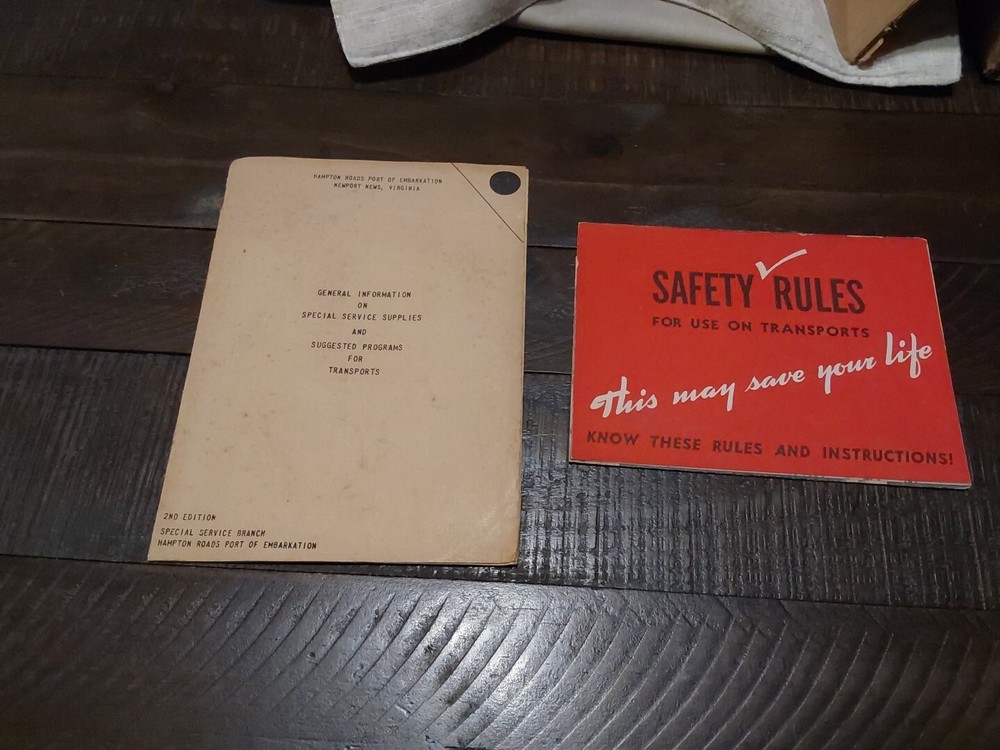 HAMPTON ROADS PORT OF EMBARKATION
NEWPORT NEWS, VIRGINIA
GENERAL INFORMATION
ON
SPECIAL SERVICE SUPPLIES
AND
SUGGESTED PROGRAMS
FOR
TRANSPORTS
2ND EDITION
SPECIAL SERVICE BRANCH
HAMPTON ROADS PORT OF EMBARKATION
SAFETY RULES
FOR USE ON TRANSPORTS
This may save your life
KNOW THESE RULES AND INSTRUCTIONS!